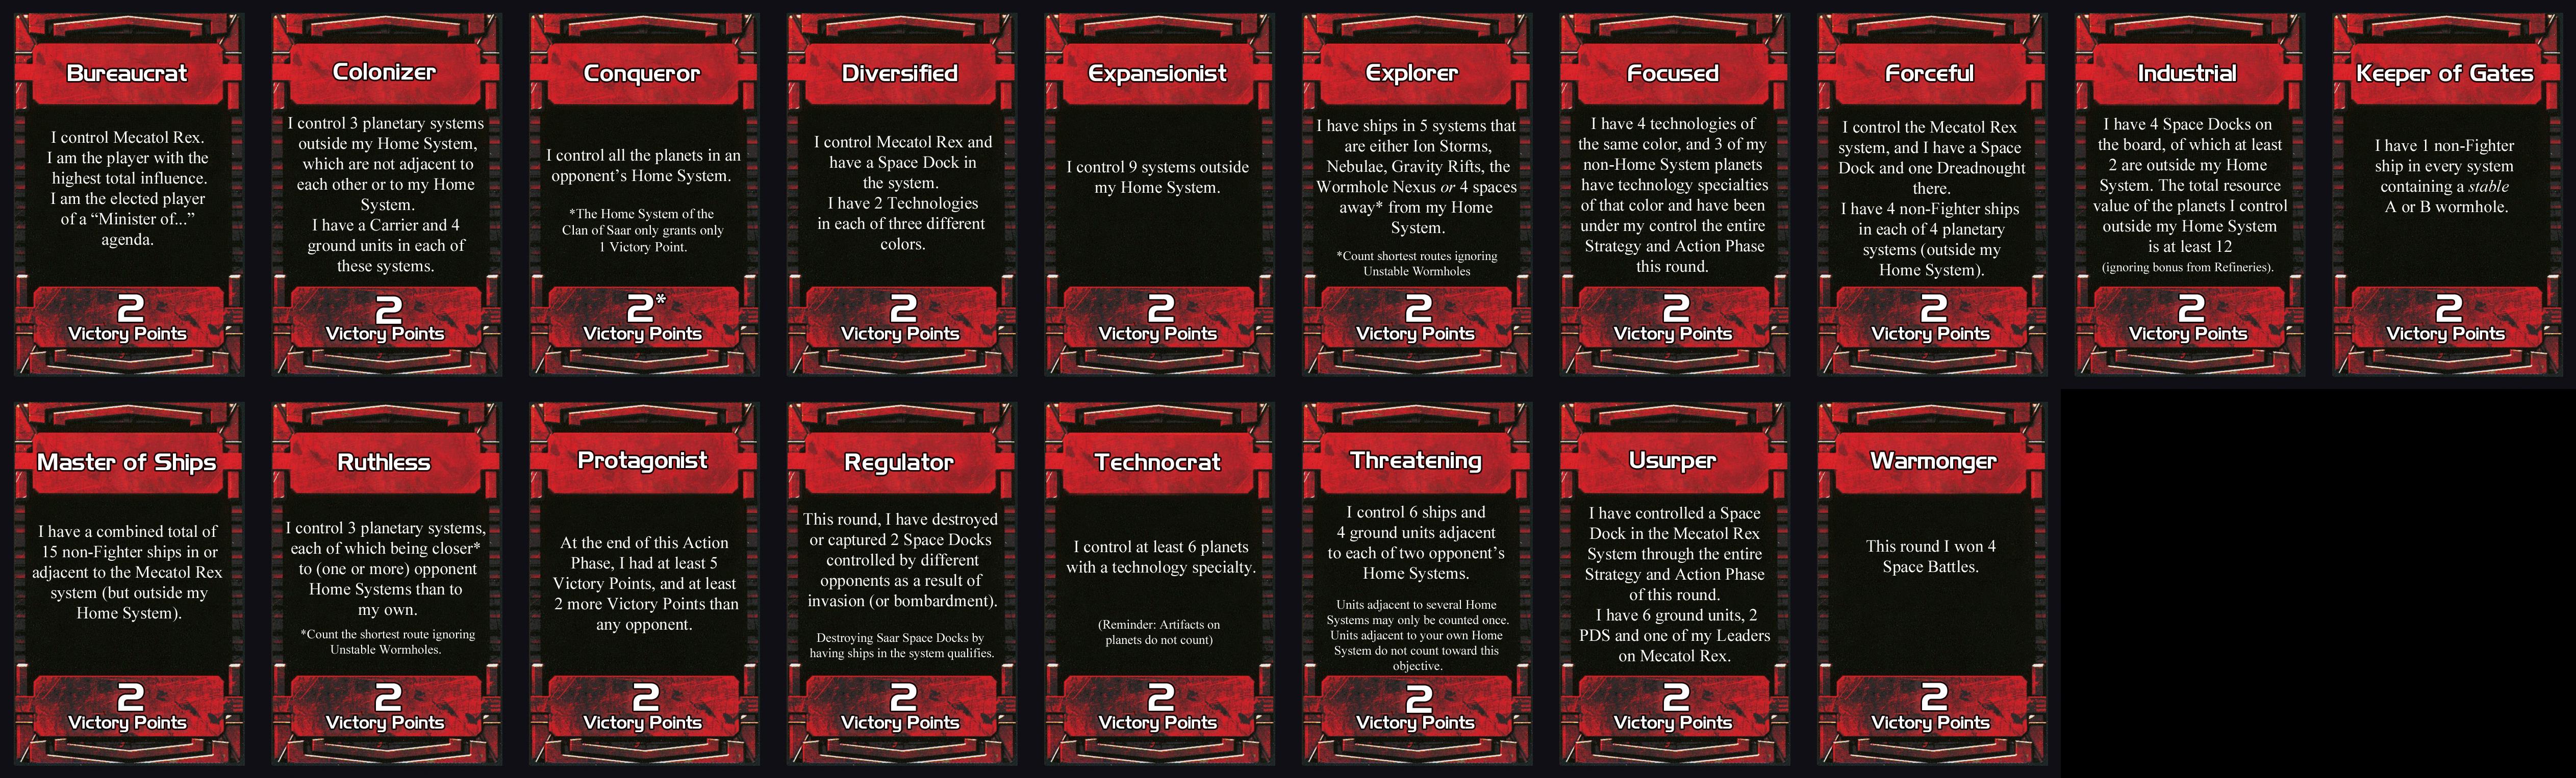 Bureaucrat
I control Mecatol Rex.
I am the player with the
highest total influence.
I am the elected player
of a “Minister of...”
agenda.
2
Victory Points
Colonizer
I control 3 planetary systems
outside my Home System,
which are not adjacent to
each other or to my Home
System.
I have a Carrier and 4
ground units in each of
these systems.
2
Victory Points
Conqueror
I control all the planets in an
opponent’s Home System.
*The Home System of the
Clan of Saar only grants only
1 Victory Point.
2*
Victory Points
Diversified
I control Mecatol Rex and
have a Space Dock in
the system.
I have 2 Technologies
in each of three different
colors.
2
Victory Points
Expansionist
I control 9 systems outside
my Home System.
2
Victory Points
Explorer
I have ships in 5 systems that
are either Ion Storms,
Nebulae, Gravity Rifts, the
Wormhole Nexus or 4 spaces
away* from my Home
System.
*Count shortest routes ignoring
Unstable Wormholes
2
Victory Points
Focused
I have 4 technologies of
the same color, and 3 of my
non-Home System planets
have technology specialties
of that color and have been
under my control the entire
Strategy and Action Phase
this round.
2
Victory Points
Forceful
I control the Mecatol Rex
system, and I have a Space
Dock and one Dreadnought
there.
I have 4 non-Fighter ships
in each of 4 planetary
systems (outside my
Home System).
2
Victory Points
Industrial
I have 4 Space Docks on
the board, of which at least
2 are outside my Home
System. The total resource
value of the planets I control
outside my Home System
is at least 12
(ignoring bonus from Refineries).
2
Victory Points
Keeper of Gates
I have 1 non-Fighter
ship in every system
containing a stable
A or B wormhole.
2
Victory Points
Master of Ships
I have a combined total of
15 non-Fighter ships in or
adjacent to the Mecatol Rex
system (but outside my
Home System).
2
Victory Points
Ruthless
I control 3 planetary systems,
each of which being closer*
to (one or more) opponent
Home Systems than to
my own.
*Count the shortest route ignoring
Unstable Wormholes.
2
Victory Points
Protagonist
At the end of this Action
Phase, I had at least 5
Victory Points, and at least
2 more Victory Points than
any opponent.
2
Victory Points
Regulator
This round, I have destroyed
or captured 2 Space Docks
controlled by different
opponents as a result of
invasion (or bombardment).
Destroying Saar Space Docks by
having ships in the system qualifies.
2
Victory Points
Technocrat
I control at least 6 planets
with a technology specialty.
(Reminder: Artifacts on
planets do not count)
2
Victory Points
Threatening
I control 6 ships and
4 ground units adjacent
to each of two opponent’s
Home Systems.
Units adjacent to several Home
Systems may only be counted once.
Units adjacent to your own Home
System do not count toward this
objective.
2
Victory Points
Usurper
I have controlled a Space
Dock in the Mecatol Rex
System through the entire
Strategy and Action Phase
of this round.
I have 6 ground units, 2
PDS and one of my Leaders
on Mecatol Rex.
2
Victory Points
Warmonger
This round I won 4
Space Battles.
2
Victory Points